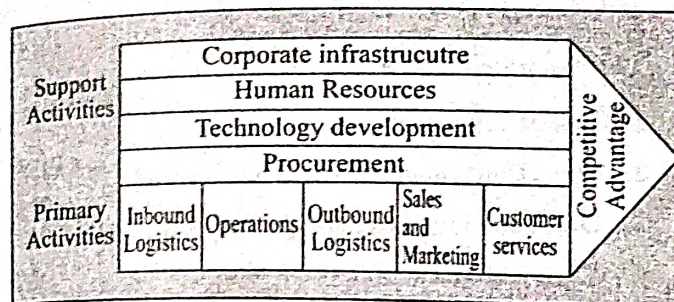 Support
Activities
Corporate infrastrucutre
Human Resources
Technology development
Procurement
Primary
Activities
Inbound
Logistics
Operations
Outbound
Logistics
Sales
and
Marketing
Customer
services
Competitive
Advantage